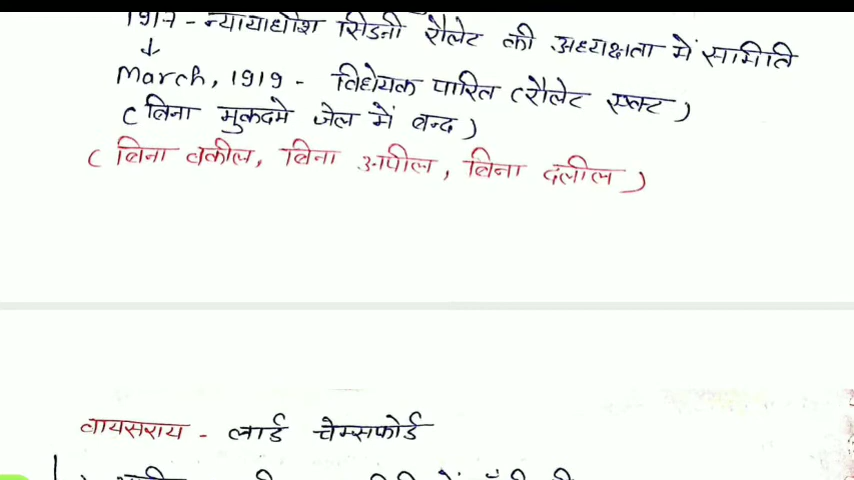 1917 - न्यायाधीश सिडनी रौलेट की अध्यक्षता में समिति
↓
March, 1919 - विधेयक पारित (रौलेट एक्ट)
(बिना मुकदमे जेल में बन्द)
(बिना वकील, बिना अपील, बिना दलील)
वायसराय - लार्ड चेम्सफोर्ड